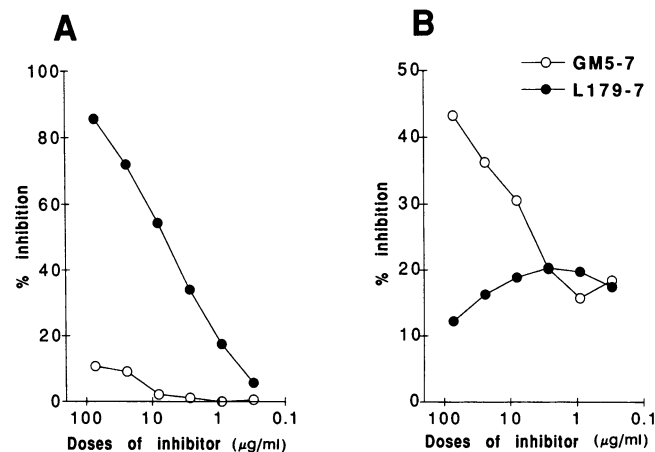 A
100
80
60
40
20
0
% inhibition
100 10 1 0.1
Doses of inhibitor (µg/ml)
B
GM5-7
L179-7
50
40
30
20
10
0
% inhibition
100 10 1 0.1
Doses of inhibitor (µg/ml)